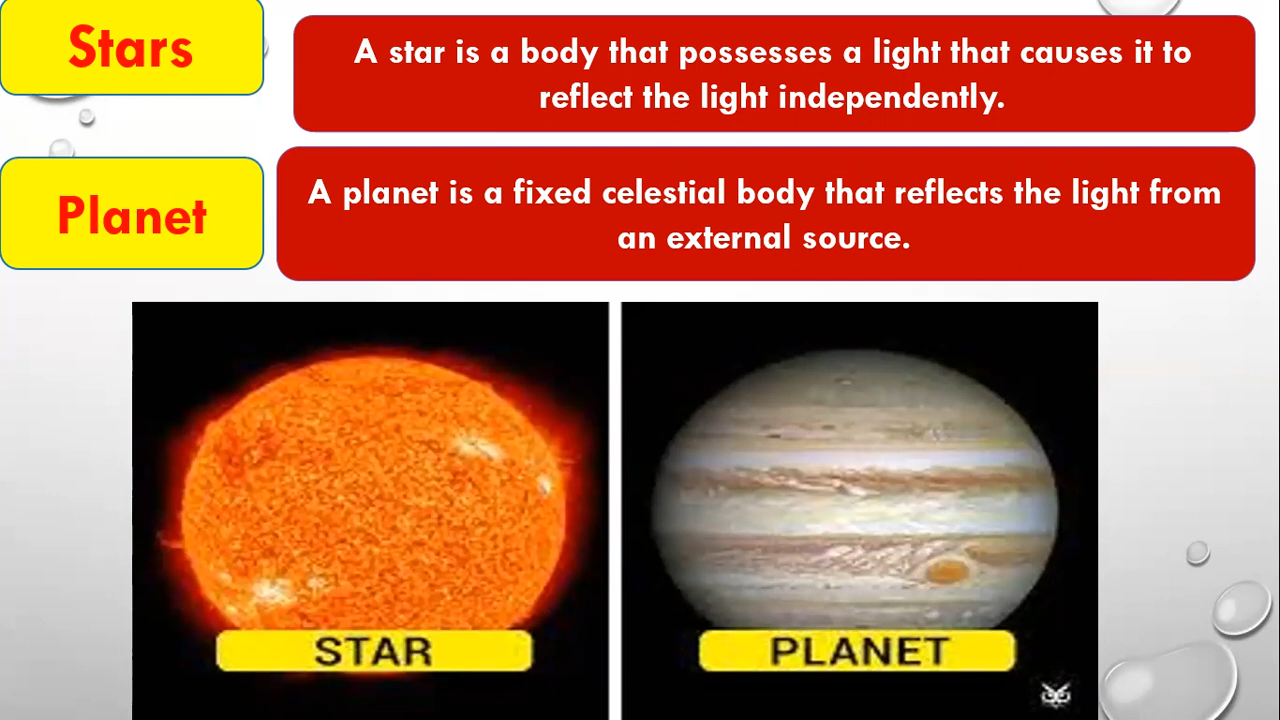 Stars
A star is a body that possesses a light that causes it to
reflect the light independently.
Planet
A planet is a fixed celestial body that reflects the light from
an external source.
STAR
PLANET